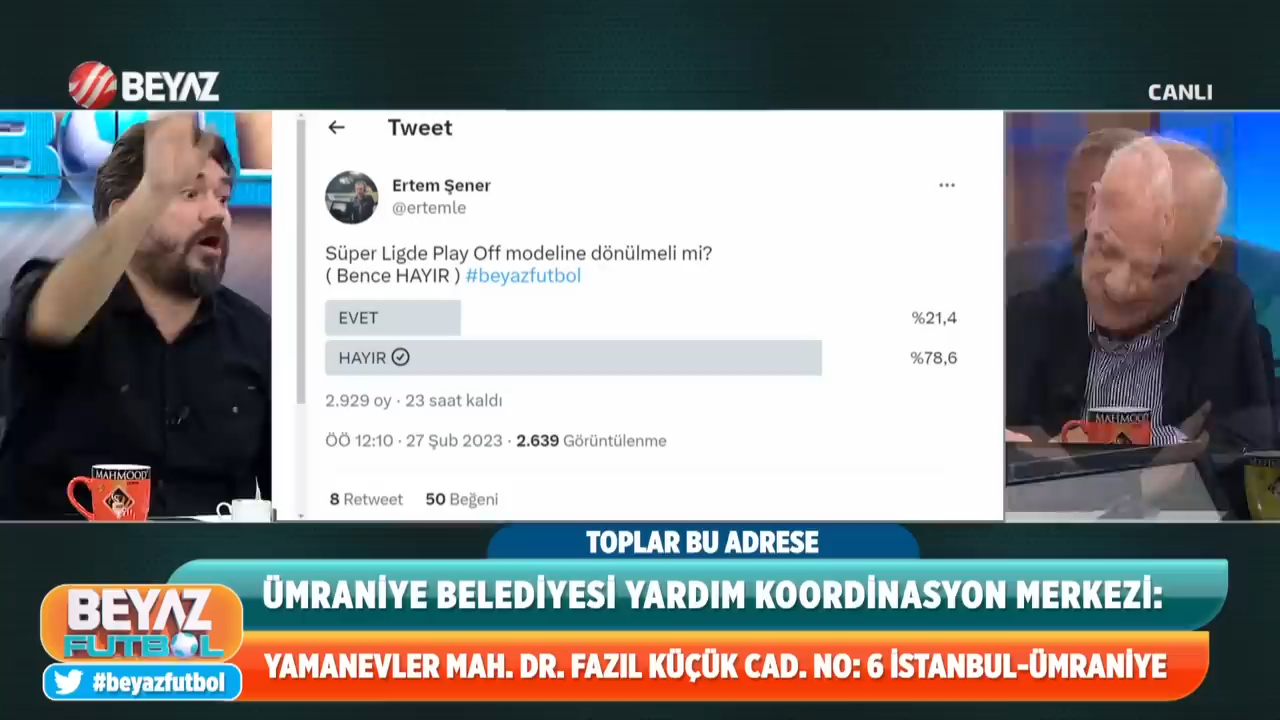 BEYAZ
CANLI
Tweet
Ertem Şener
@ertemle
Süper Ligde Play Off modeline dönülmeli mi?
( Bence HAYIR ) #beyazfutbol
EVET %21,4
HAYIR %78,6
2.929 oy · 23 saat kaldı
ÖÖ 12:10 · 27 Şub 2023 · 2.639 Görüntülenme
8 Retweet 50 Beğeni
MAHMOOD
MAHMOOD
TOPLAR BU ADRESE
ÜMRANİYE BELEDİYESİ YARDIM KOORDİNASYON MERKEZİ:
YAMANEVLER MAH. DR. FAZIL KÜÇÜK CAD. NO: 6 İSTANBUL-ÜMRANİYE
BEYAZ
FUTBOL
#beyazfutbol